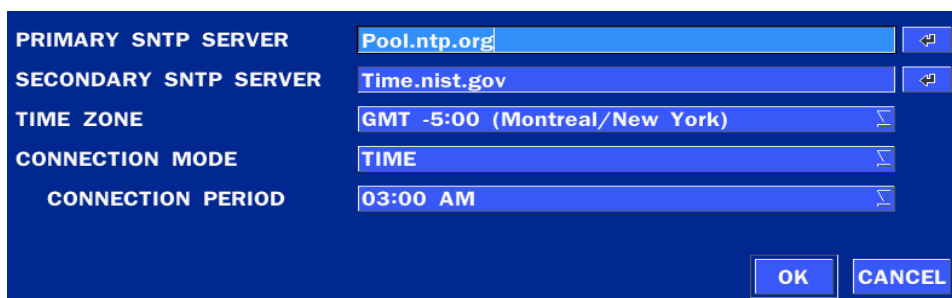 PRIMARY SNTP SERVER Pool.ntp.org
SECONDARY SNTP SERVER Time.nist.gov
TIME ZONE GMT -5:00 (Montreal/New York)
CONNECTION MODE TIME
CONNECTION PERIOD 03:00 AM
OK CANCEL